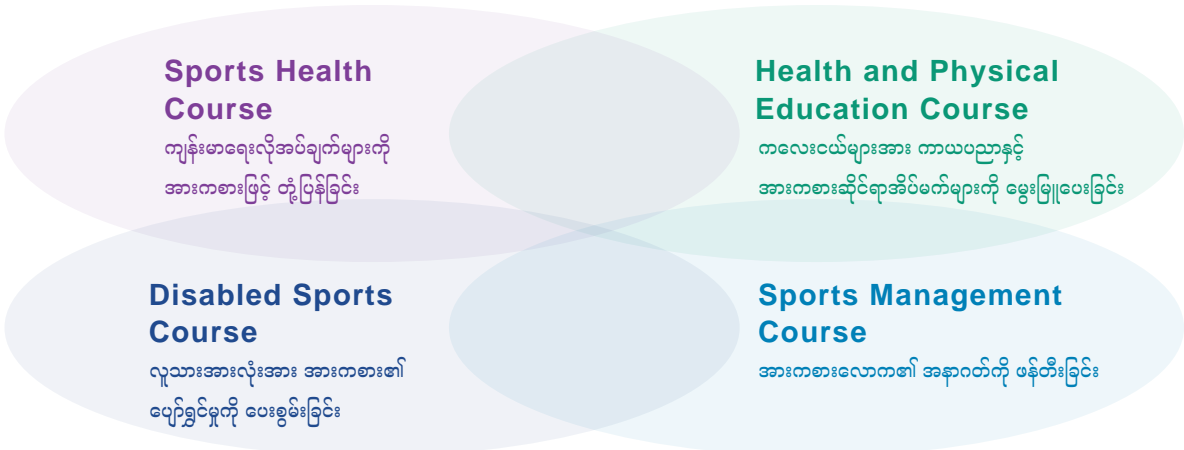 Sports Health
Course
ကျန်းမာရေးလိုအပ်ချက်များကို
အားကစားဖြင့် တုံ့ပြန်ခြင်း
Health and Physical
Education Course
ကလေးငယ်များအား ကာယပညာနှင့်
အားကစားဆိုင်ရာအိပ်မက်များကို မွေးမြူပေးခြင်း
Disabled Sports
Course
လူသားအားလုံးအား အားကစား၏
ပျော်ရွှင်မှုကို ပေးစွမ်းခြင်း
Sports Management
Course
အားကစားလောက၏ အနာဂတ်ကို ဖန်တီးခြင်း